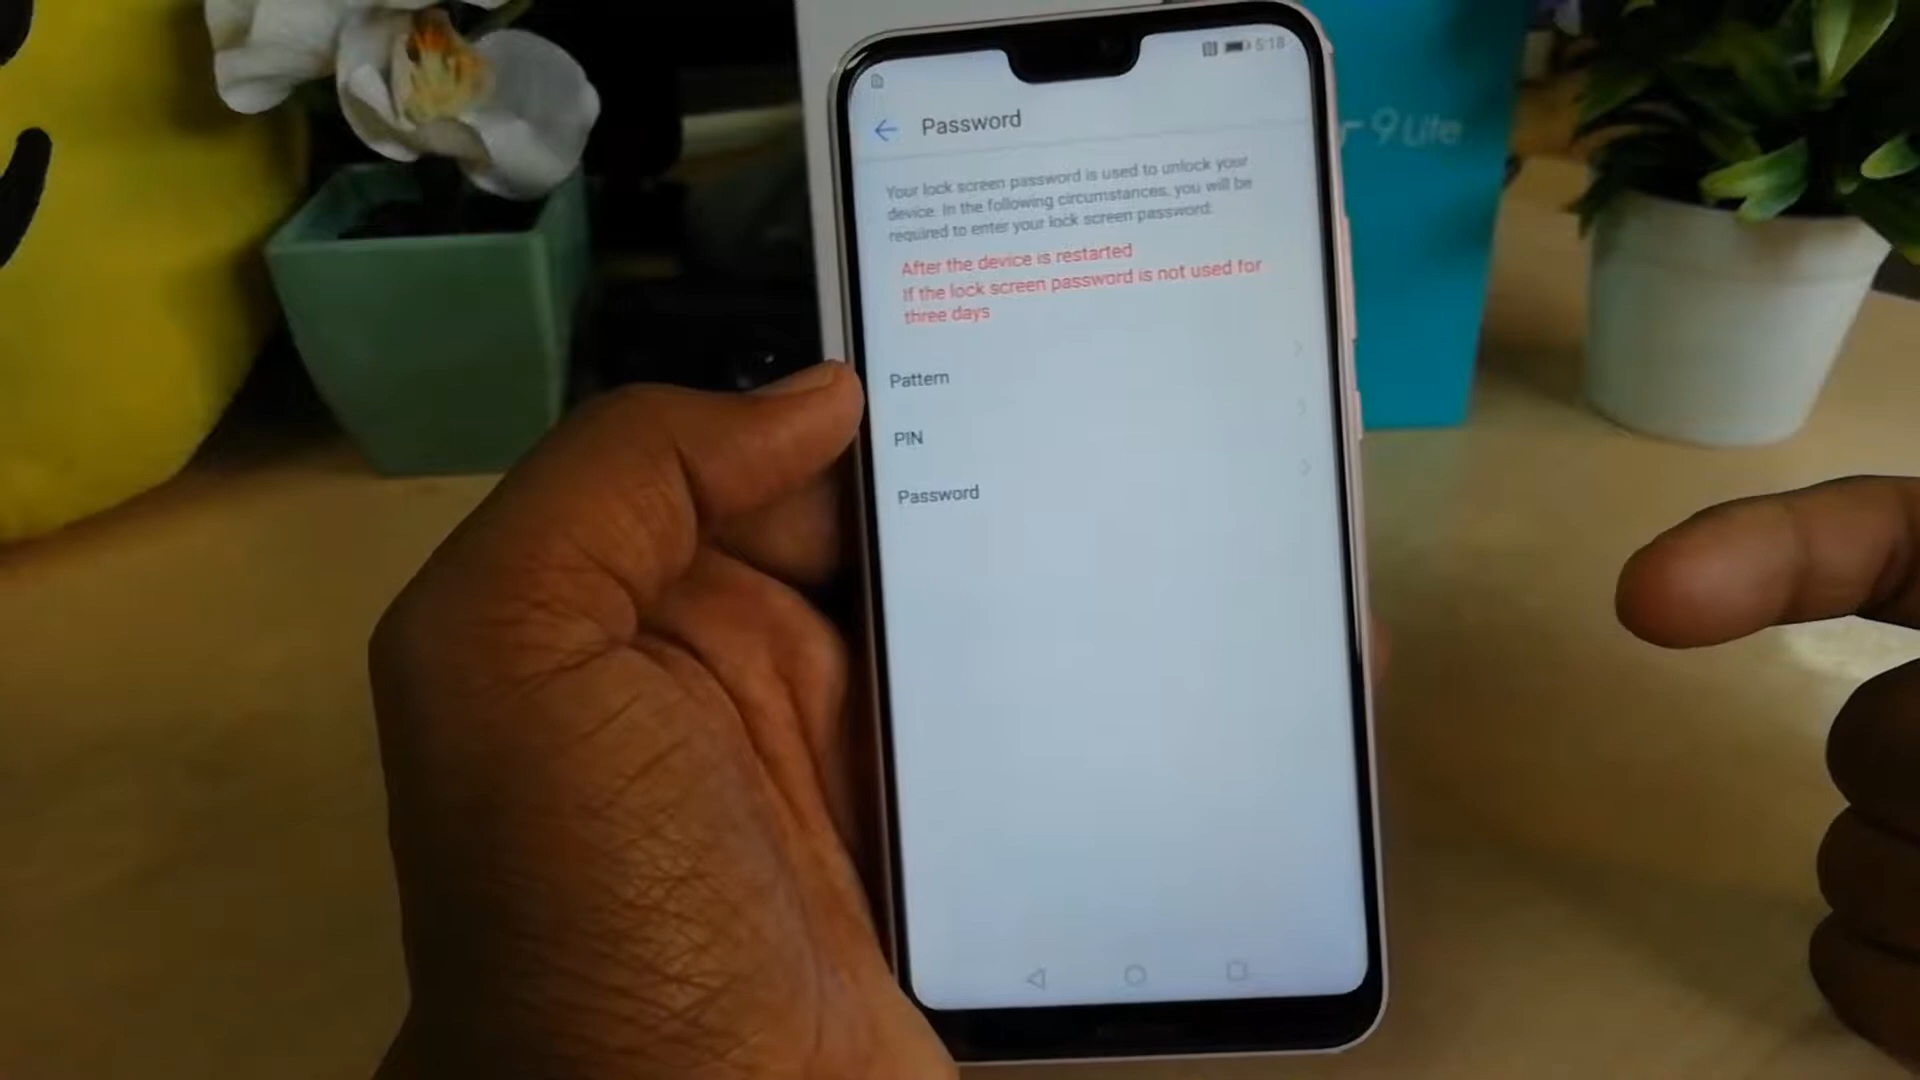 5:18
Password
Your lock screen password is used to unlock your
device. In the following circumstances, you will be
required to enter your lock screen password:
After the device is restarted
If the lock screen password is not used for
three days
Pattern
PIN
Password
9 Lite